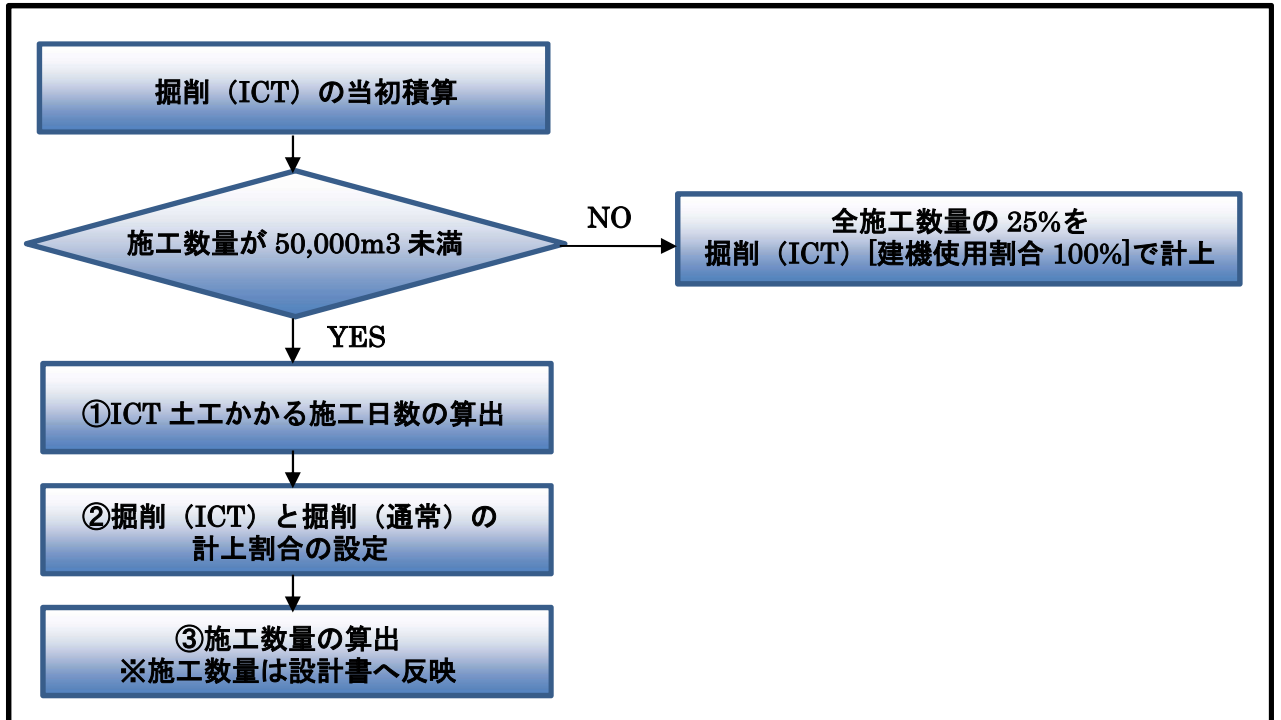 掘削（ICT）の当初積算
施工数量が 50,000m3 未満
NO
全施工数量の 25%を
掘削（ICT）[建機使用割合 100%]で計上
YES
①ICT 土工かかる施工日数の算出
②掘削（ICT）と掘削（通常）の
計上割合の設定
③施工数量の算出
※施工数量は設計書へ反映